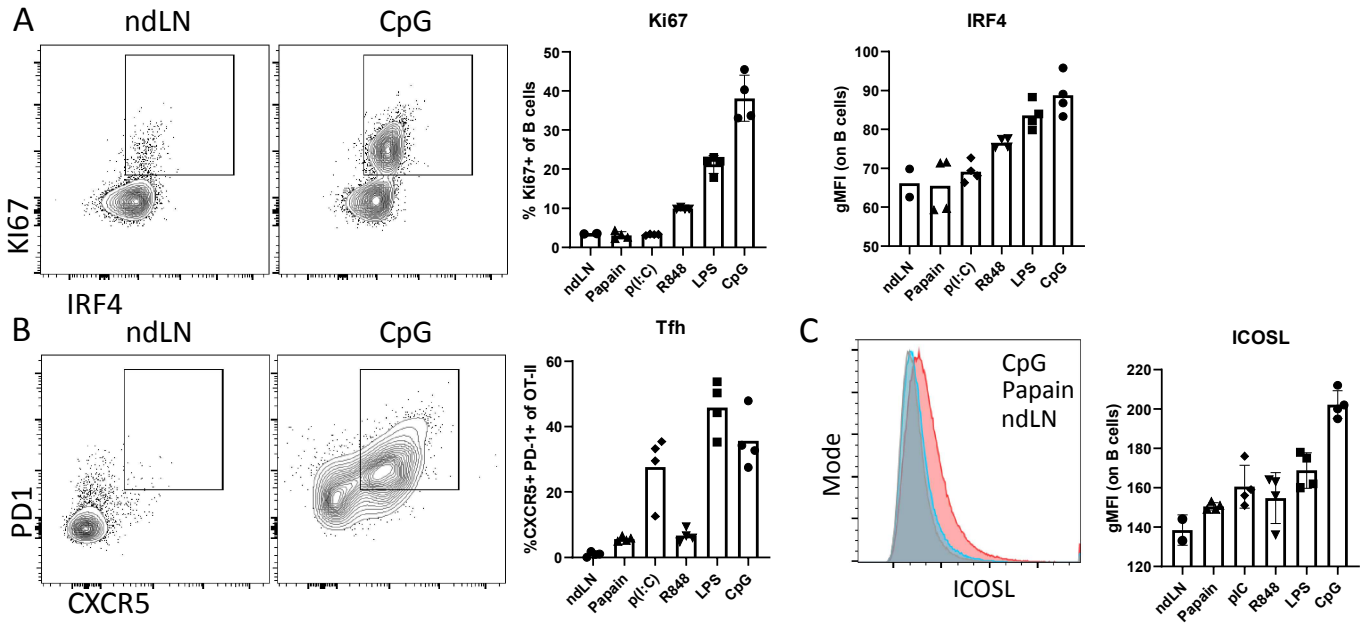 A
ndLN
CpG
KI67
IRF4
Ki67
% Ki67+ of B cells
50
40
30
20
10
0
ndLN
Papain
p(I:C)
R848
LPS
CpG
IRF4
gMFI (on B cells)
100
90
80
70
60
50
ndLN
Papain
p(I:C)
R848
LPS
CpG
B
ndLN
CpG
PD1
CXCR5
Tfh
%CXCR5+ PD-1+ of OT-II
60
40
20
0
ndLN
Papain
p(I:C)
R848
LPS
CpG
C
CpG
Papain
ndLN
Mode
ICOSL
ICOSL
gMFI (on B cells)
220
200
180
160
140
120
ndLN
Papain
pIC
R848
LPS
CpG